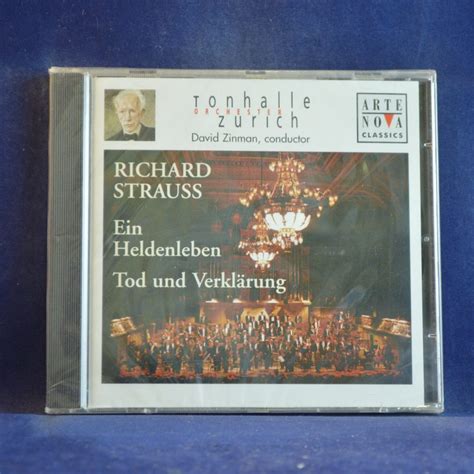 Tonhalle
ORCHESTER
Zurich
David Zinman, conductor
ARTE
NOVA
CLASSICS
RICHARD
STRAUSS
Ein
Heldenleben
Tod und Verklärung